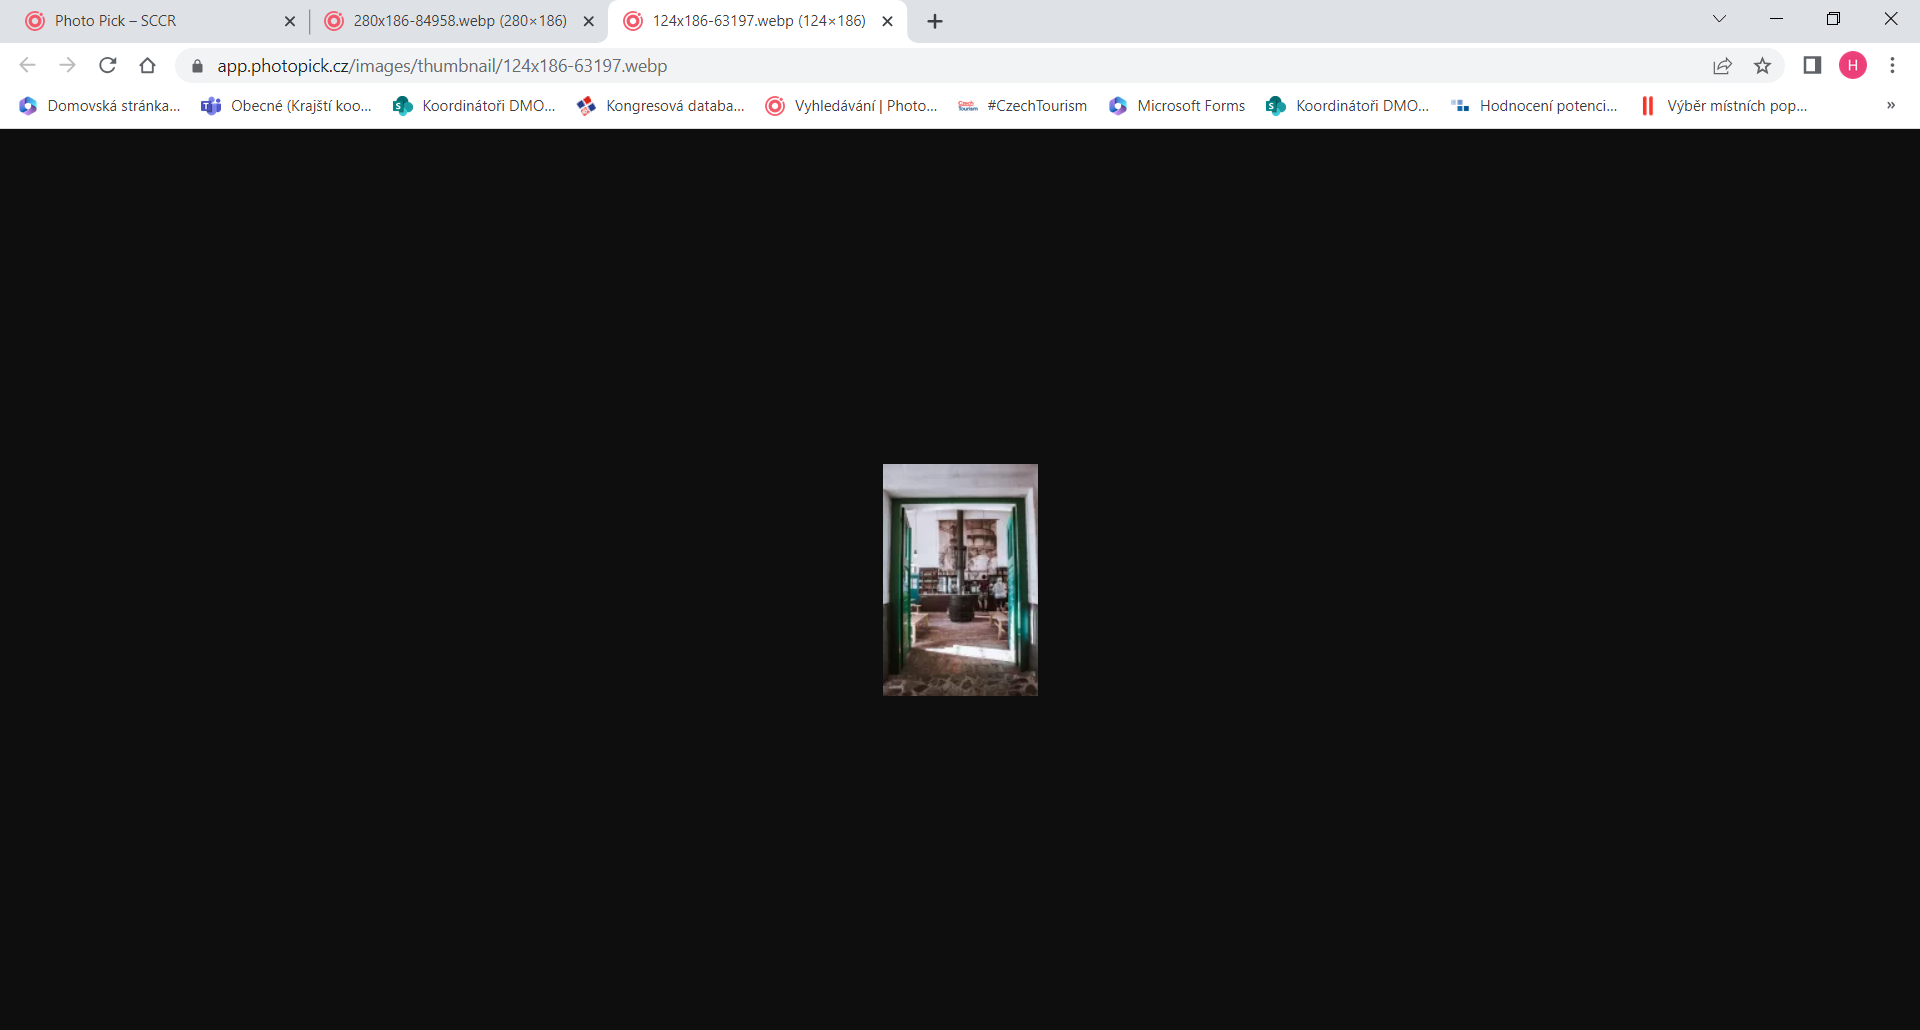 Photo Pick – SCCR
280x186-84958.webp (280×186)
124x186-63197.webp (124×186)
app.photopick.cz/images/thumbnail/124x186-63197.webp
H
Domovská stránka...
Obecné (Krajští koo...
Koordinátoři DMO...
Kongresová databa...
Vyhledávání | Photo...
Czech Tourism
#CzechTourism
Microsoft Forms
Koordinátoři DMO...
Hodnocení potenci...
Výběr místních pop...
»